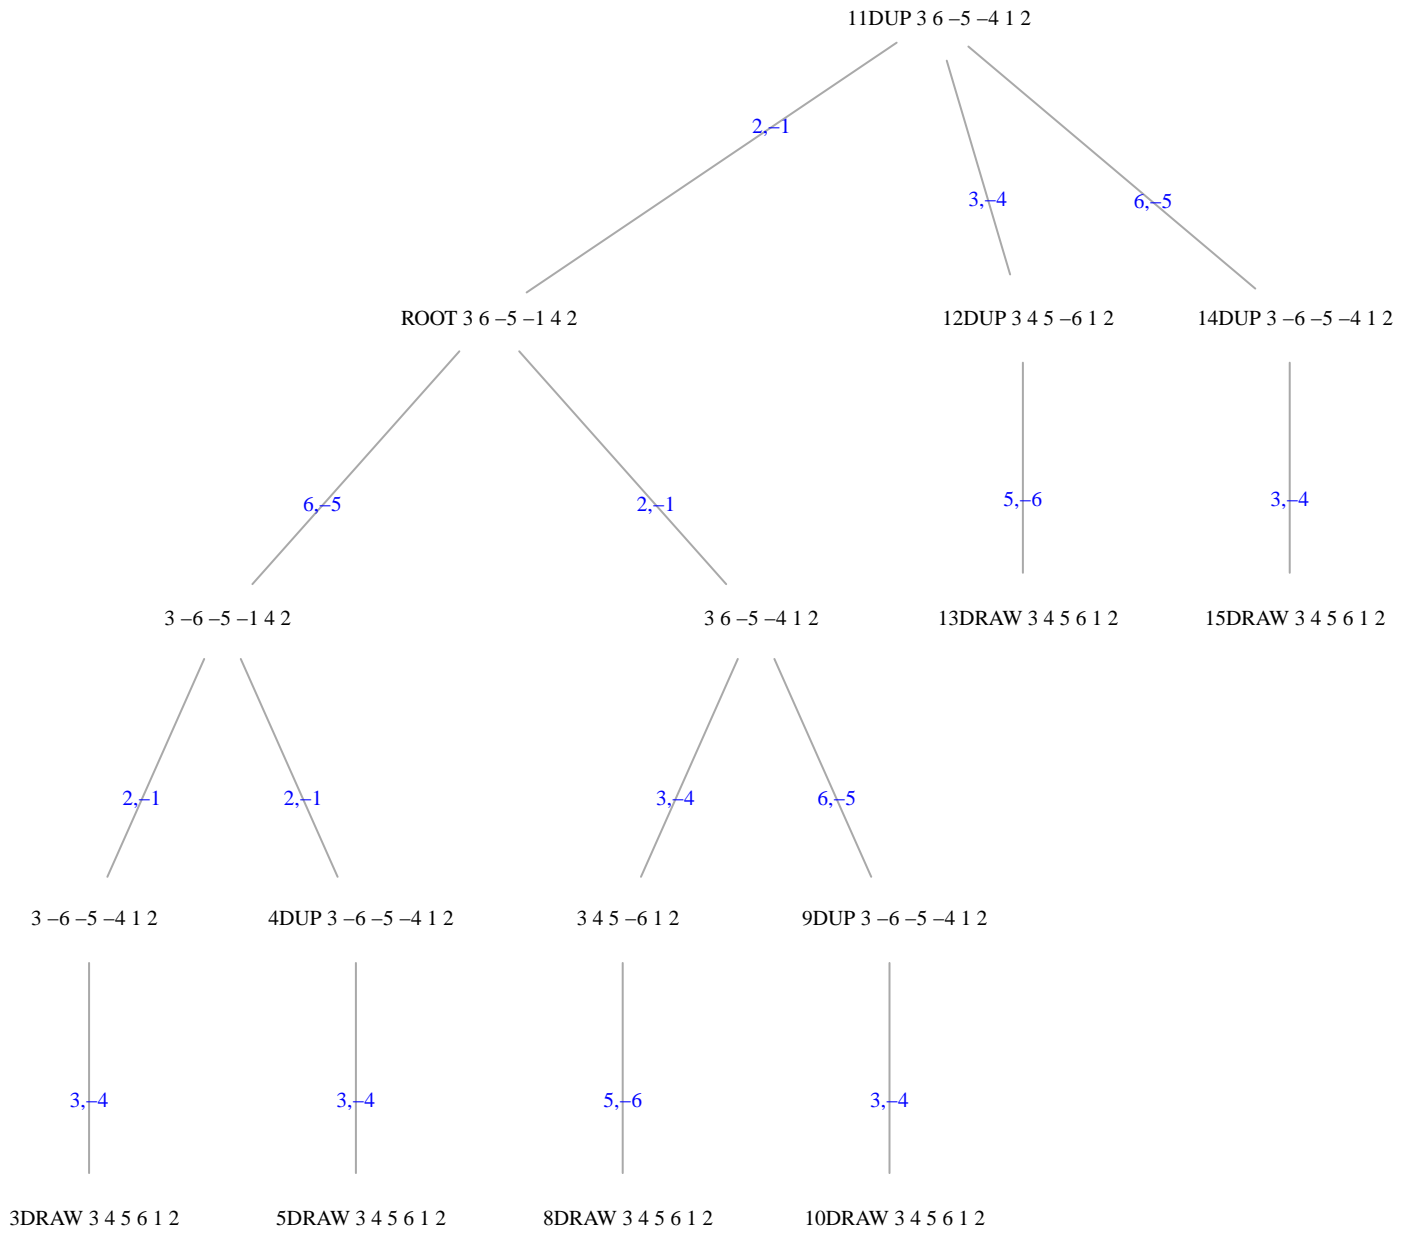 11DUP 3 6 –5 –4 1 2
2,–1
3,–4
6,–5
ROOT 3 6 –5 –1 4 2
12DUP 3 4 5 –6 1 2
14DUP 3 –6 –5 –4 1 2
6,–5
2,–1
5,–6
3,–4
3 –6 –5 –1 4 2
3 6 –5 –4 1 2
13DRAW 3 4 5 6 1 2
15DRAW 3 4 5 6 1 2
2,–1
2,–1
3,–4
6,–5
3 –6 –5 –4 1 2
4DUP 3 –6 –5 –4 1 2
3 4 5 –6 1 2
9DUP 3 –6 –5 –4 1 2
3,–4
3,–4
5,–6
3,–4
3DRAW 3 4 5 6 1 2
5DRAW 3 4 5 6 1 2
8DRAW 3 4 5 6 1 2
10DRAW 3 4 5 6 1 2